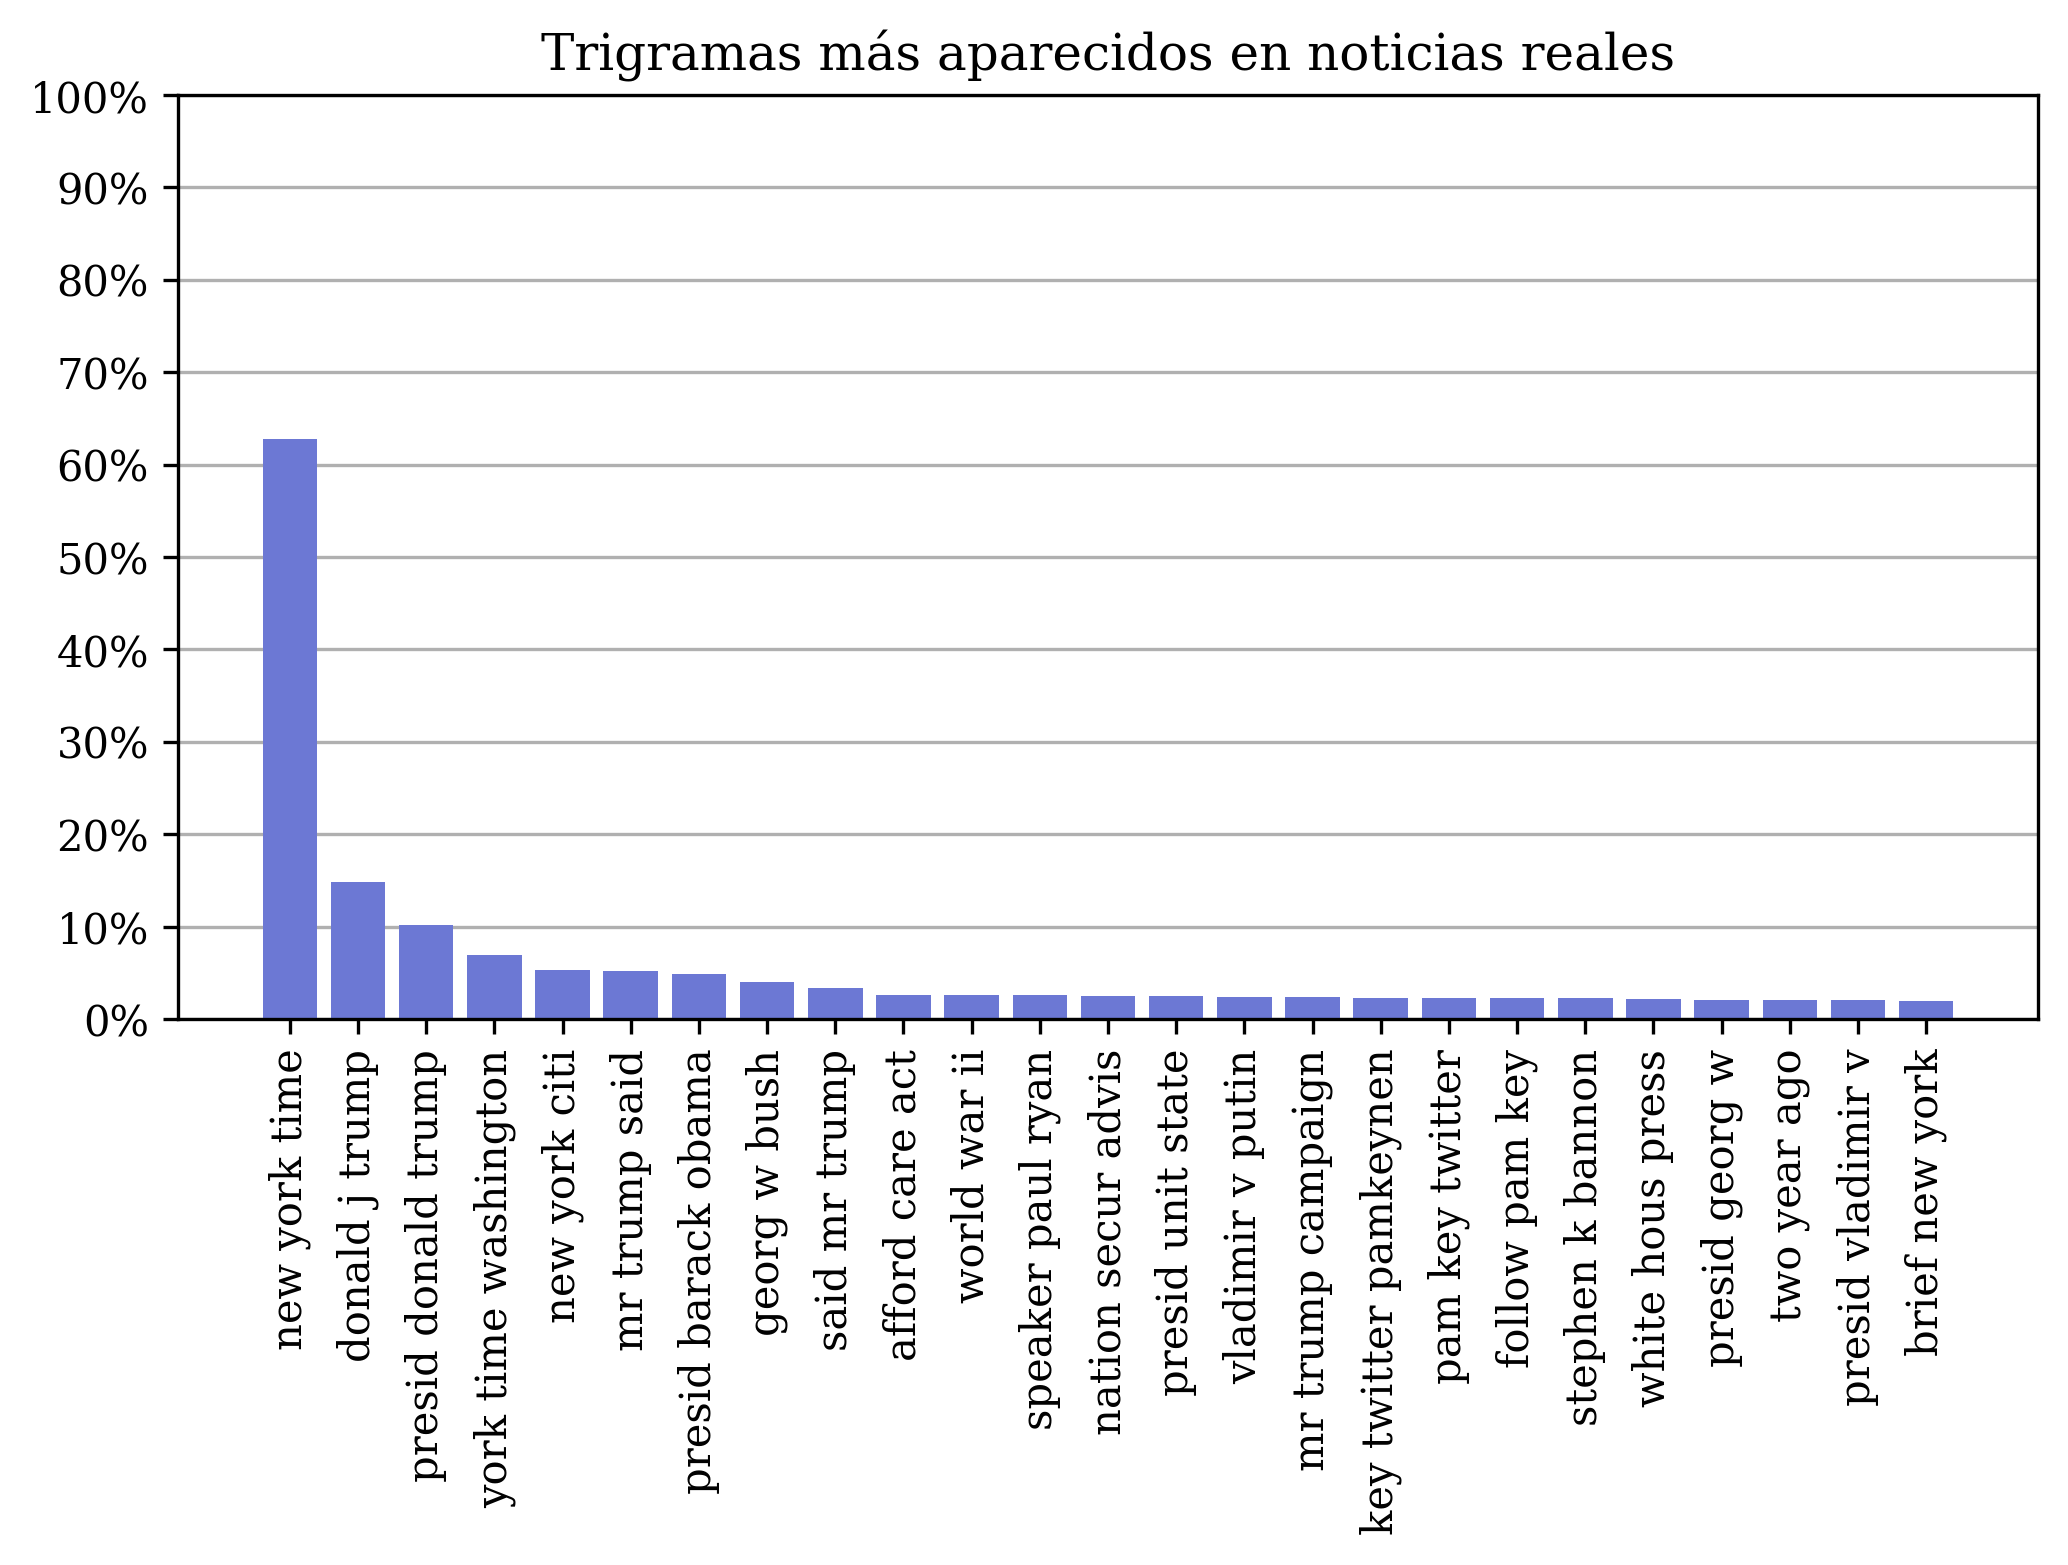 Trigramas más aparecidos en noticias reales
100%
90%
80%
70%
60%
50%
40%
30%
20%
10%
0%
new york time
donald j trump
presid donald trump
york time washington
new york citi
mr trump said
presid barack obama
georg w bush
said mr trump
afford care act
world war ii
speaker paul ryan
nation secur advis
presid unit state
vladimir v putin
mr trump campaign
key twitter pamkeynen
pam key twitter
follow pam key
stephen k bannon
white hous press
presid georg w
two year ago
presid vladimir v
brief new york